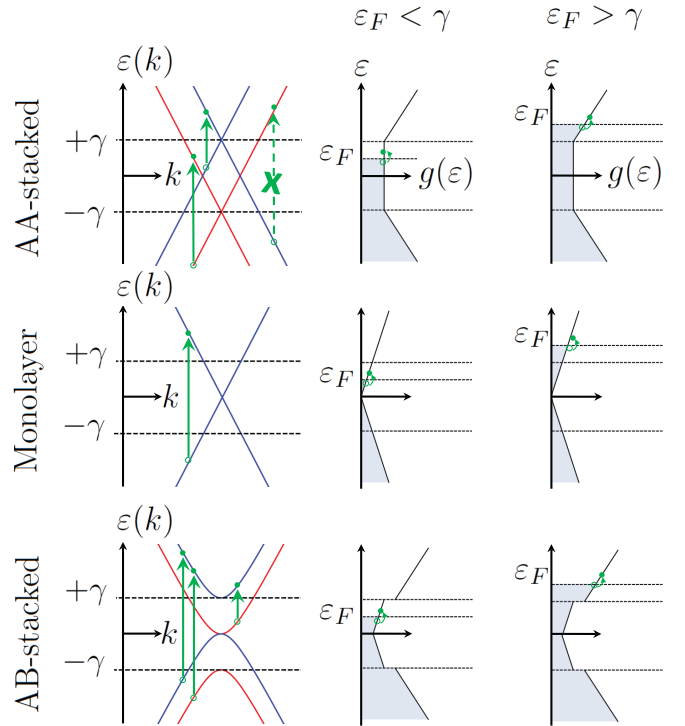 ε_F < γ
ε_F > γ
AA-stacked
ε(k)
+γ
−γ
k
ε
ε_F
g(ε)
ε
ε_F
g(ε)
X
Monolayer
ε(k)
+γ
−γ
k
ε_F
ε_F
AB-stacked
ε(k)
+γ
−γ
k
ε_F
ε_F